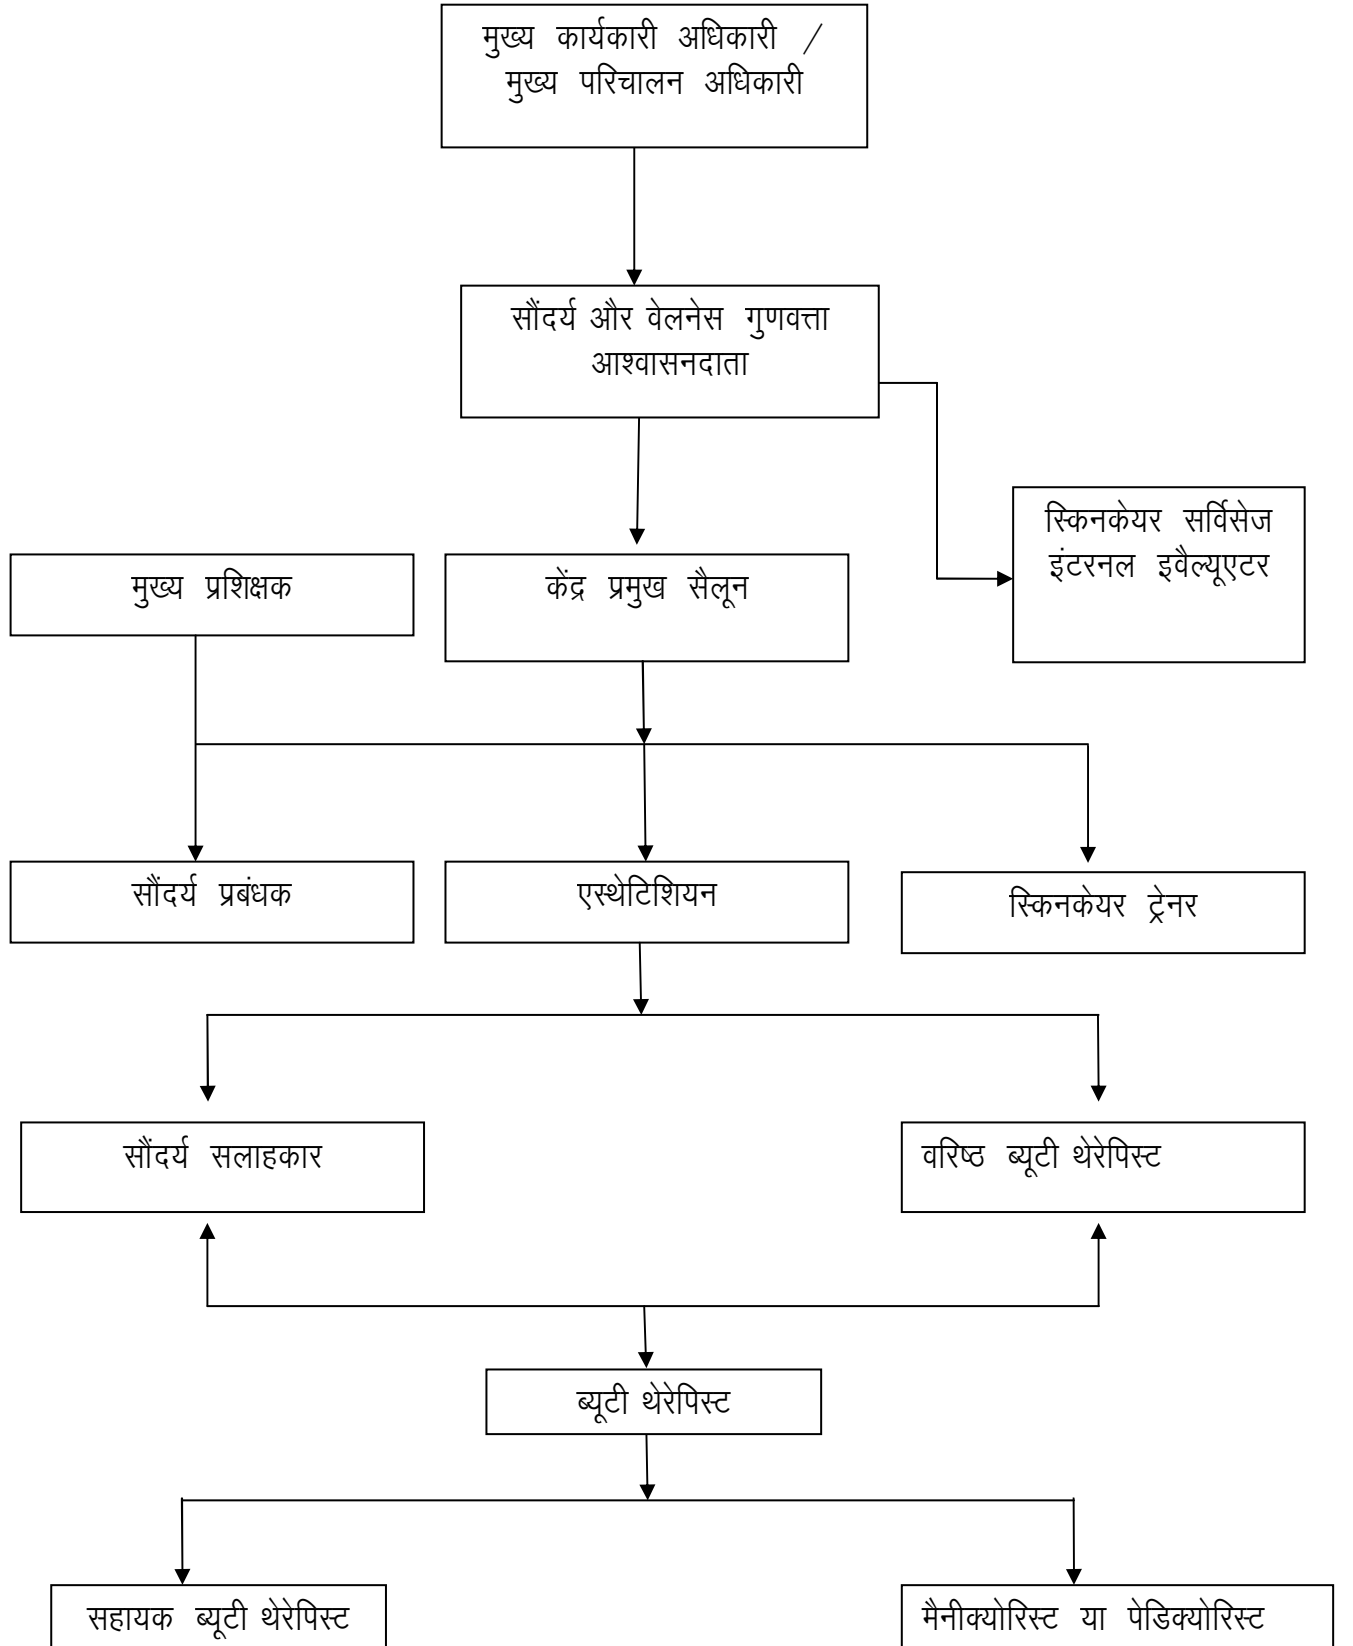 मुख्य कार्यकारी अधिकारी /
मुख्य परिचालन अधिकारी
सौंदर्य और वेलनेस गुणवत्ता
आश्वासनदाता
स्किनकेयर सर्विसेज
इंटरनल इवैल्यूएटर
मुख्य प्रशिक्षक
केंद्र प्रमुख सैलून
सौंदर्य प्रबंधक
एस्थेटिशियन
स्किनकेयर ट्रेनर
सौंदर्य सलाहकार
वरिष्ठ ब्यूटी थेरेपिस्ट
ब्यूटी थेरेपिस्ट
सहायक ब्यूटी थेरेपिस्ट
मैनीक्योरिस्ट या पेडिक्योरिस्ट